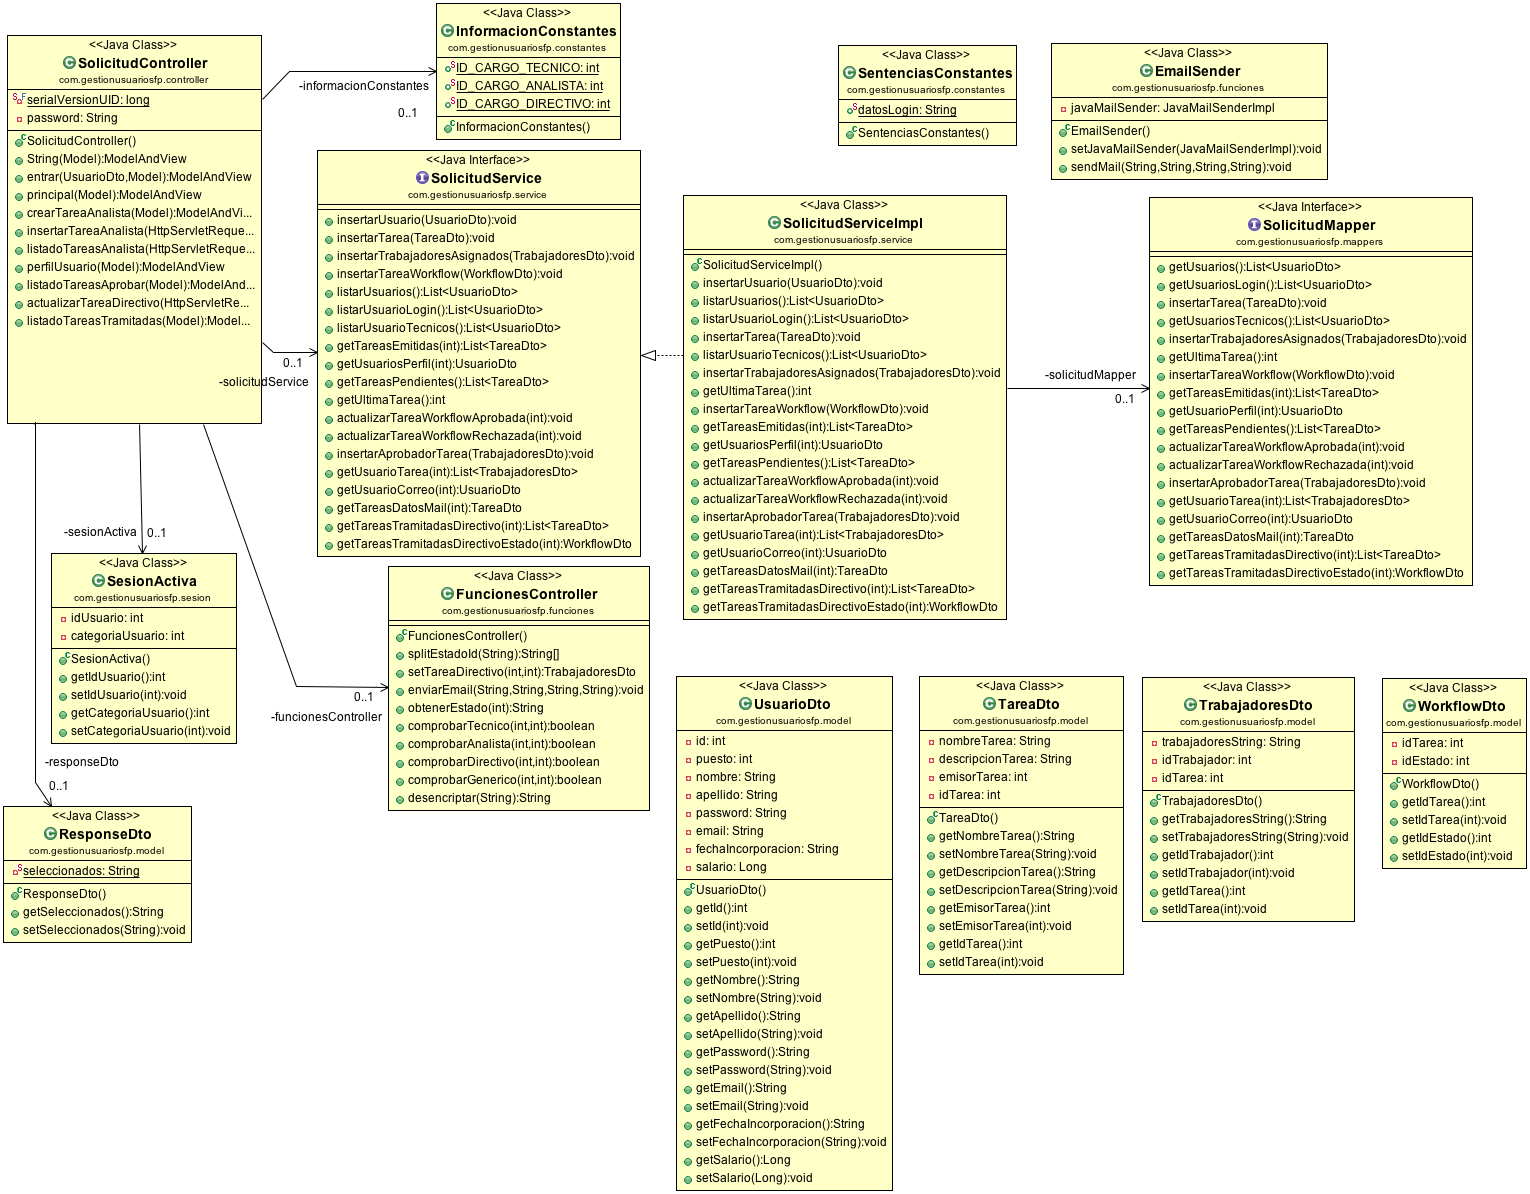 <<Java Class>>
SolicitudController
com.gestionusuariosfp.controller
serialVersionUID: long
password: String
SolicitudController()
String(Model):ModelAndView
entrar(UsuarioDto,Model):ModelAndView
principal(Model):ModelAndView
crearTareaAnalista(Model):ModelAndVi...
insertarTareaAnalista(HttpServletReque...
listadoTareasAnalista(HttpServletReque...
perfilUsuario(Model):ModelAndView
listadoTareasAprobar(Model):ModelAnd...
actualizarTareaDirectivo(HttpServletRe...
listadoTareasTramitadas(Model):Model...
-informacionConstantes
0..1
<<Java Class>>
InformacionConstantes
com.gestionusuariosfp.constantes
ID_CARGO_TECNICO: int
ID_CARGO_ANALISTA: int
ID_CARGO_DIRECTIVO: int
InformacionConstantes()
<<Java Class>>
SentenciasConstantes
com.gestionusuariosfp.constantes
datosLogin: String
SentenciasConstantes()
<<Java Class>>
EmailSender
com.gestionusuariosfp.funciones
javaMailSender: JavaMailSenderImpl
EmailSender()
setJavaMailSender(JavaMailSenderImpl):void
sendMail(String,String,String,String):void
0..1
-solicitudService
<<Java Interface>>
SolicitudService
com.gestionusuariosfp.service
insertarUsuario(UsuarioDto):void
insertarTarea(TareaDto):void
insertarTrabajadoresAsignados(TrabajadoresDto):void
insertarTareaWorkflow(WorkflowDto):void
listarUsuarios():List<UsuarioDto>
listarUsuarioLogin():List<UsuarioDto>
listarUsuarioTecnicos():List<UsuarioDto>
getTareasEmitidas(int):List<TareaDto>
getUsuariosPerfil(int):UsuarioDto
getTareasPendientes():List<TareaDto>
getUltimaTarea():int
actualizarTareaWorkflowAprobada(int):void
actualizarTareaWorkflowRechazada(int):void
insertarAprobadorTarea(TrabajadoresDto):void
getUsuarioTarea(int):List<TrabajadoresDto>
getUsuarioCorreo(int):UsuarioDto
getTareasDatosMail(int):TareaDto
getTareasTramitadasDirectivo(int):List<TareaDto>
getTareasTramitadasDirectivoEstado(int):WorkflowDto
<<Java Class>>
SolicitudServiceImpl
com.gestionusuariosfp.service
SolicitudServiceImpl()
insertarUsuario(UsuarioDto):void
listarUsuarios():List<UsuarioDto>
listarUsuarioLogin():List<UsuarioDto>
insertarTarea(TareaDto):void
listarUsuarioTecnicos():List<UsuarioDto>
insertarTrabajadoresAsignados(TrabajadoresDto):void
getUltimaTarea():int
insertarTareaWorkflow(WorkflowDto):void
getTareasEmitidas(int):List<TareaDto>
getUsuariosPerfil(int):UsuarioDto
getTareasPendientes():List<TareaDto>
actualizarTareaWorkflowAprobada(int):void
actualizarTareaWorkflowRechazada(int):void
insertarAprobadorTarea(TrabajadoresDto):void
getUsuarioTarea(int):List<TrabajadoresDto>
getUsuarioCorreo(int):UsuarioDto
getTareasDatosMail(int):TareaDto
getTareasTramitadasDirectivo(int):List<TareaDto>
getTareasTramitadasDirectivoEstado(int):WorkflowDto
-solicitudMapper
0..1
<<Java Interface>>
SolicitudMapper
com.gestionusuariosfp.mappers
getUsuarios():List<UsuarioDto>
getUsuariosLogin():List<UsuarioDto>
insertarTarea(TareaDto):void
getUsuariosTecnicos():List<UsuarioDto>
insertarTrabajadoresAsignados(TrabajadoresDto):void
getUltimaTarea():int
insertarTareaWorkflow(WorkflowDto):void
getTareasEmitidas(int):List<TareaDto>
getUsuarioPerfil(int):UsuarioDto
getTareasPendientes():List<TareaDto>
actualizarTareaWorkflowAprobada(int):void
actualizarTareaWorkflowRechazada(int):void
insertarAprobadorTarea(TrabajadoresDto):void
getUsuarioTarea(int):List<TrabajadoresDto>
getUsuarioCorreo(int):UsuarioDto
getTareasDatosMail(int):TareaDto
getTareasTramitadasDirectivo(int):List<TareaDto>
getTareasTramitadasDirectivoEstado(int):WorkflowDto
-sesionActiva
0..1
<<Java Class>>
SesionActiva
com.gestionusuariosfp.sesion
idUsuario: int
categoriaUsuario: int
SesionActiva()
getIdUsuario():int
setIdUsuario(int):void
getCategoriaUsuario():int
setCategoriaUsuario(int):void
0..1
-funcionesController
<<Java Class>>
FuncionesController
com.gestionusuariosfp.funciones
FuncionesController()
splitEstadoId(String):String[]
setTareaDirectivo(int,int):TrabajadoresDto
enviarEmail(String,String,String,String):void
obtenerEstado(int):String
comprobarTecnico(int,int):boolean
comprobarAnalista(int,int):boolean
comprobarDirectivo(int,int):boolean
comprobarGenerico(int,int):boolean
desencriptar(String):String
-responseDto
0..1
<<Java Class>>
ResponseDto
com.gestionusuariosfp.model
seleccionados: String
ResponseDto()
getSeleccionados():String
setSeleccionados(String):void
<<Java Class>>
UsuarioDto
com.gestionusuariosfp.model
id: int
puesto: int
nombre: String
apellido: String
password: String
email: String
fechaIncorporacion: String
salario: Long
UsuarioDto()
getId():int
setId(int):void
getPuesto():int
setPuesto(int):void
getNombre():String
setNombre(String):void
getApellido():String
setApellido(String):void
getPassword():String
setPassword(String):void
getEmail():String
setEmail(String):void
getFechaIncorporacion():String
setFechaIncorporacion(String):void
getSalario():Long
setSalario(Long):void
<<Java Class>>
TareaDto
com.gestionusuariosfp.model
nombreTarea: String
descripcionTarea: String
emisorTarea: int
idTarea: int
TareaDto()
getNombreTarea():String
setNombreTarea(String):void
getDescripcionTarea():String
setDescripcionTarea(String):void
getEmisorTarea():int
setEmisorTarea(int):void
getIdTarea():int
setIdTarea(int):void
<<Java Class>>
TrabajadoresDto
com.gestionusuariosfp.model
trabajadoresString: String
idTrabajador: int
idTarea: int
TrabajadoresDto()
getTrabajadoresString():String
setTrabajadoresString(String):void
getIdTrabajador():int
setIdTrabajador(int):void
getIdTarea():int
setIdTarea(int):void
<<Java Class>>
WorkflowDto
com.gestionusuariosfp.model
idTarea: int
idEstado: int
WorkflowDto()
getIdTarea():int
setIdTarea(int):void
getIdEstado():int
setIdEstado(int):void